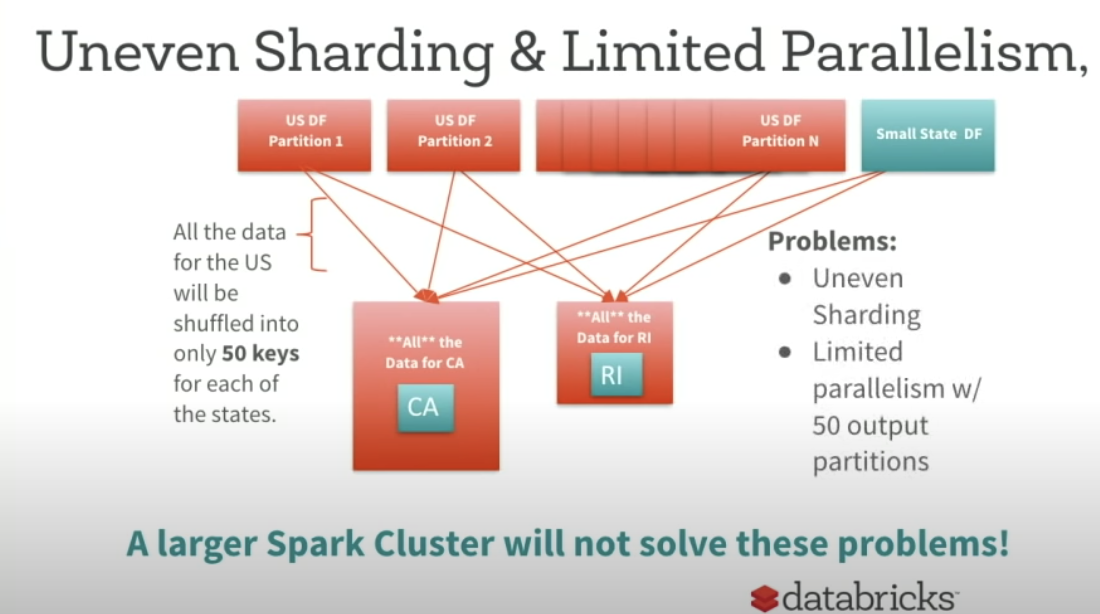 Uneven Sharding & Limited Parallelism,
US DF
Partition 1
US DF
Partition 2
US DF
Partition N
Small State DF
All the data
for the US
will be
shuffled into
only 50 keys
for each of
the states.
**All** the
Data for CA
CA
**All** the
Data for RI
RI
Problems:
● Uneven
Sharding
● Limited
parallelism w/
50 output
partitions
A larger Spark Cluster will not solve these problems!
databricks